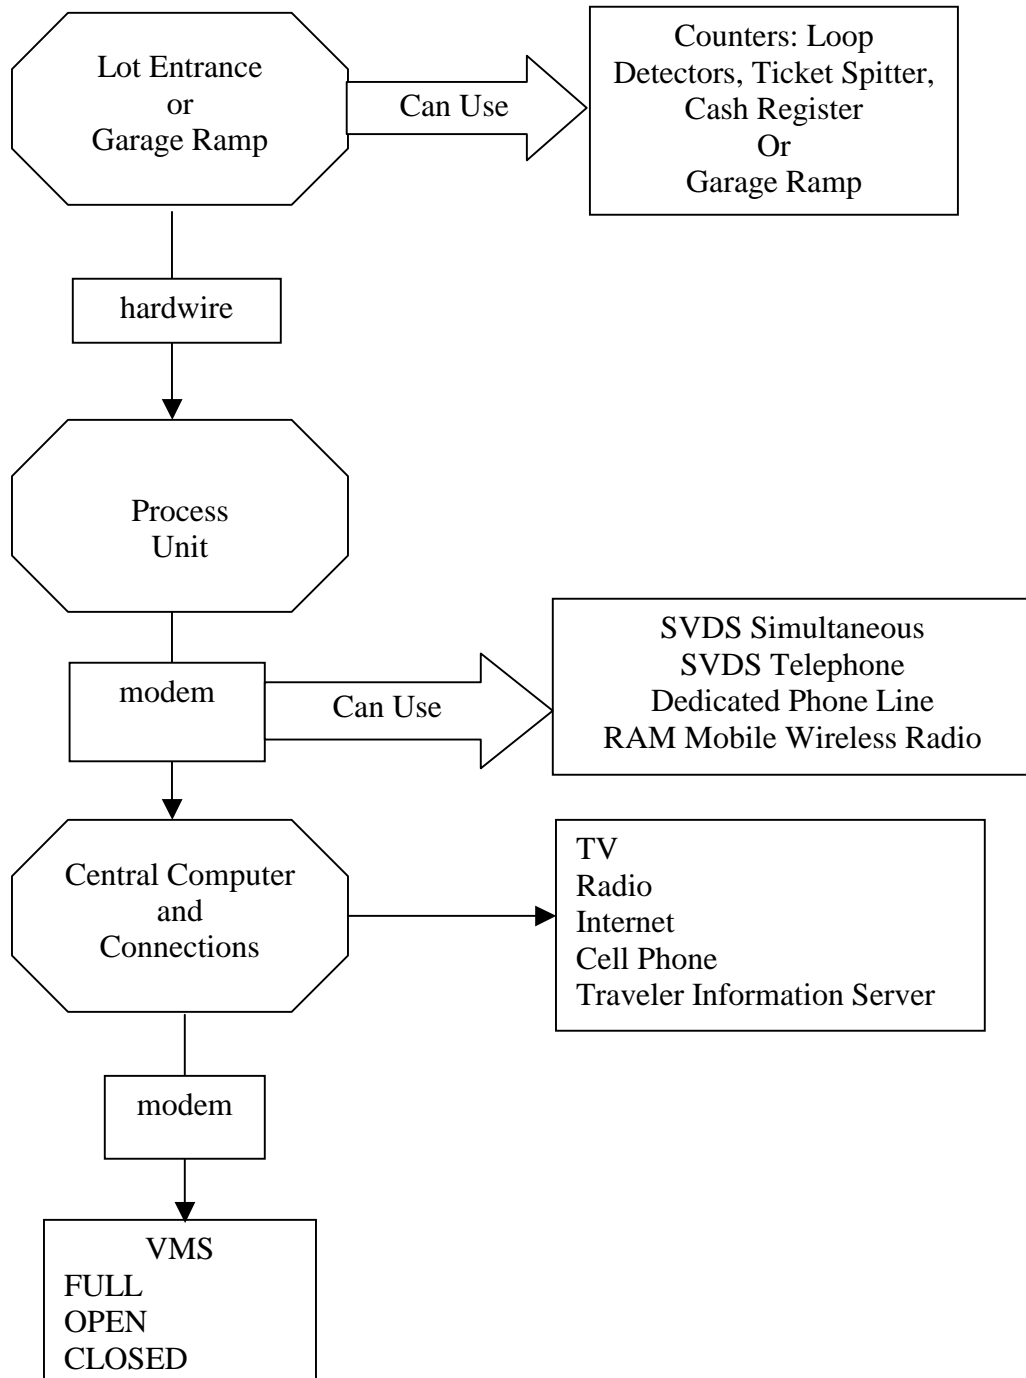 Lot Entrance
or
Garage Ramp
Can Use
Counters: Loop
Detectors, Ticket Spitter,
Cash Register
Or
Garage Ramp
hardwire
Process
Unit
modem
Can Use
SVDS Simultaneous
SVDS Telephone
Dedicated Phone Line
RAM Mobile Wireless Radio
Central Computer
and
Connections
TV
Radio
Internet
Cell Phone
Traveler Information Server
modem
VMS
FULL
OPEN
CLOSED